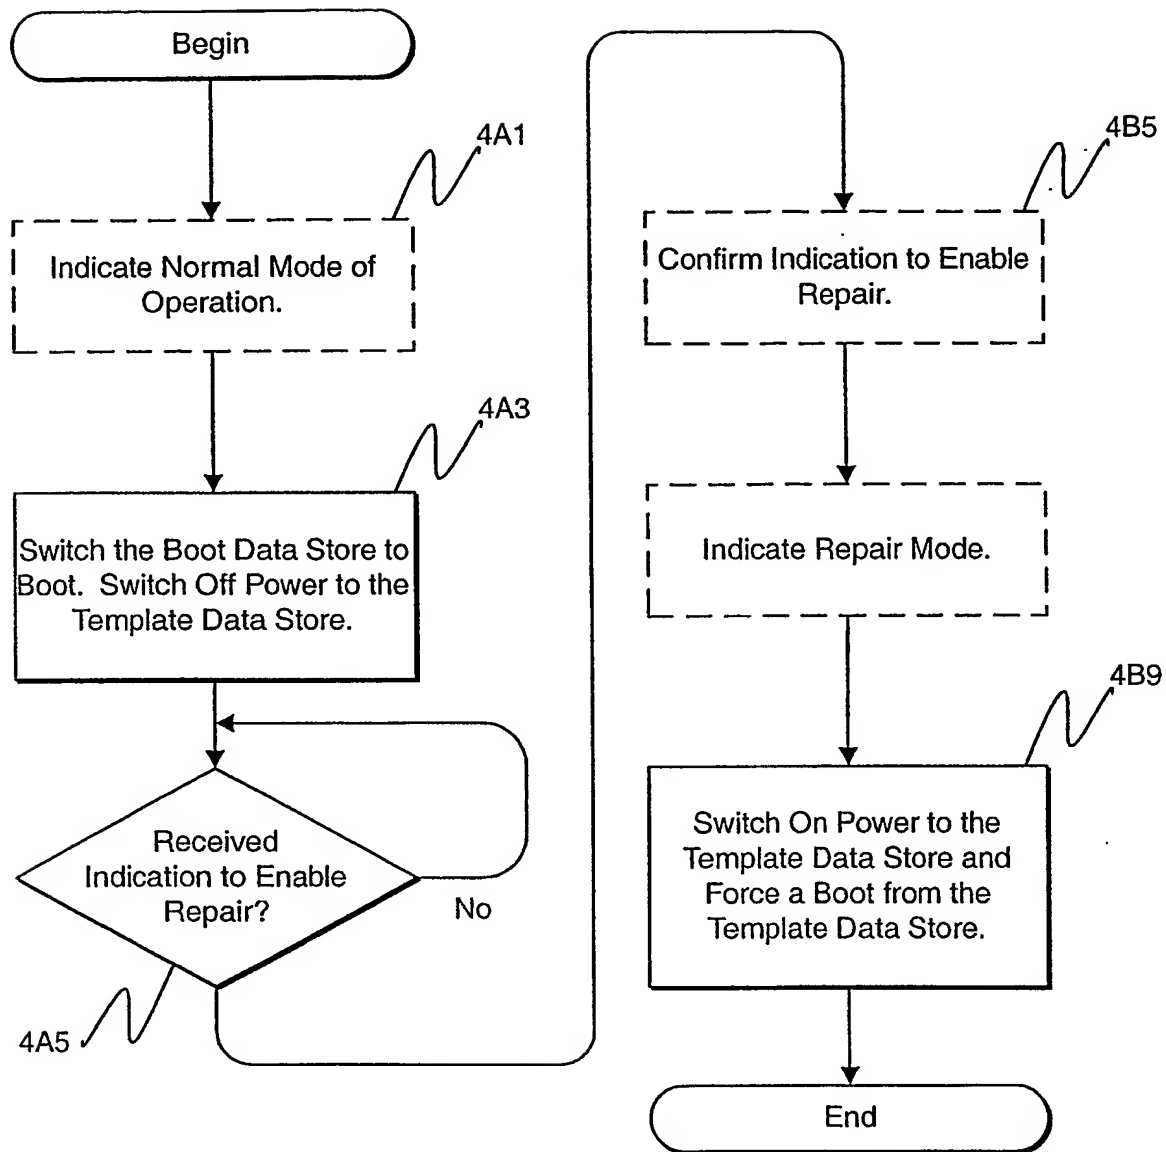 Begin
4A1
Indicate Normal Mode of
Operation.
4A3
Switch the Boot Data Store to
Boot. Switch Off Power to the
Template Data Store.
Received
Indication to Enable
Repair?
No
4A5
4B5
Confirm Indication to Enable
Repair.
Indicate Repair Mode.
4B9
Switch On Power to the
Template Data Store and
Force a Boot from the
Template Data Store.
End